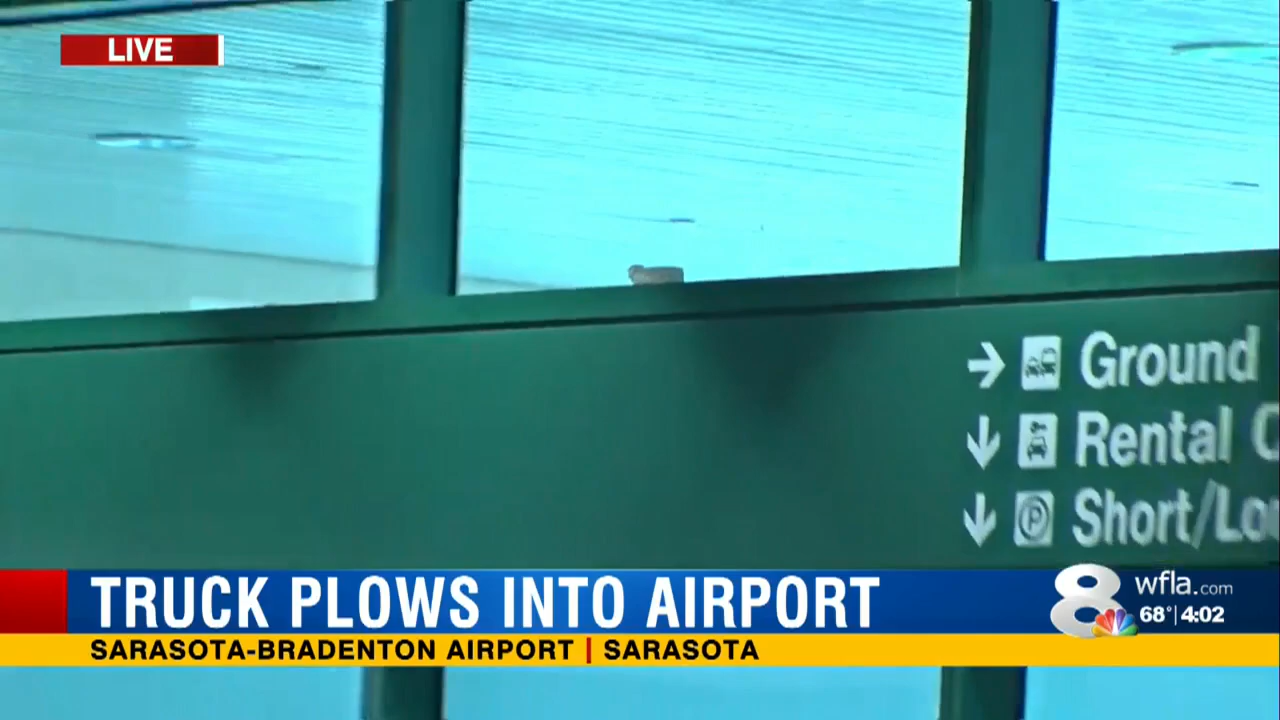 LIVE
Ground
Rental
Short/
TRUCK PLOWS INTO AIRPORT
8 wfla.com
68° | 4:02
SARASOTA-BRADENTON AIRPORT | SARASOTA